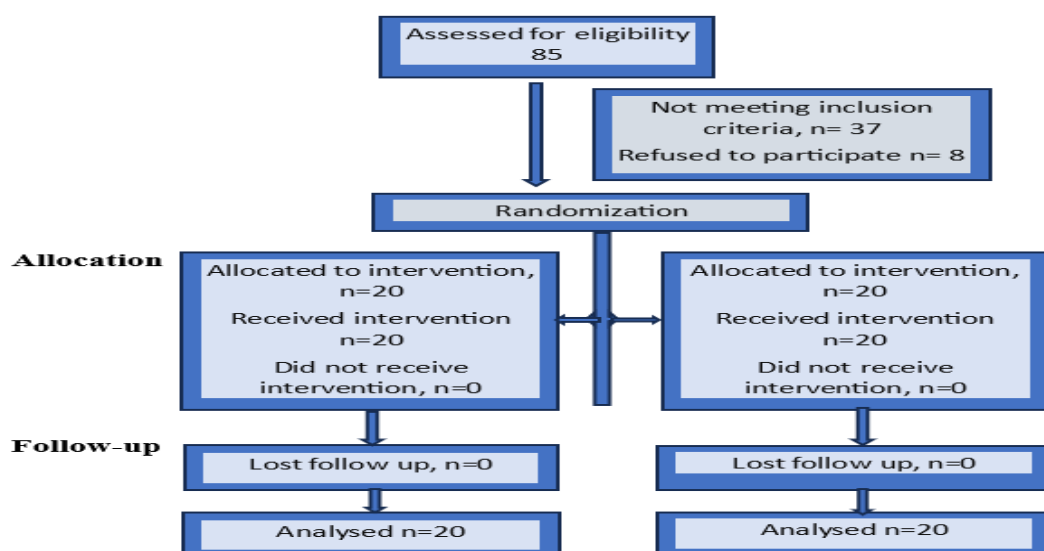 Assessed for eligibility
85
Not meeting inclusion
criteria, n= 37
Refused to participate n= 8
Randomization
Allocation
Allocated to intervention,
n=20
Received intervention
n=20
Did not receive
intervention, n=0
Allocated to intervention,
n=20
Received intervention
n=20
Did not receive
intervention, n=0
Follow-up
Lost follow up, n=0
Lost follow up, n=0
Analysed n=20
Analysed n=20